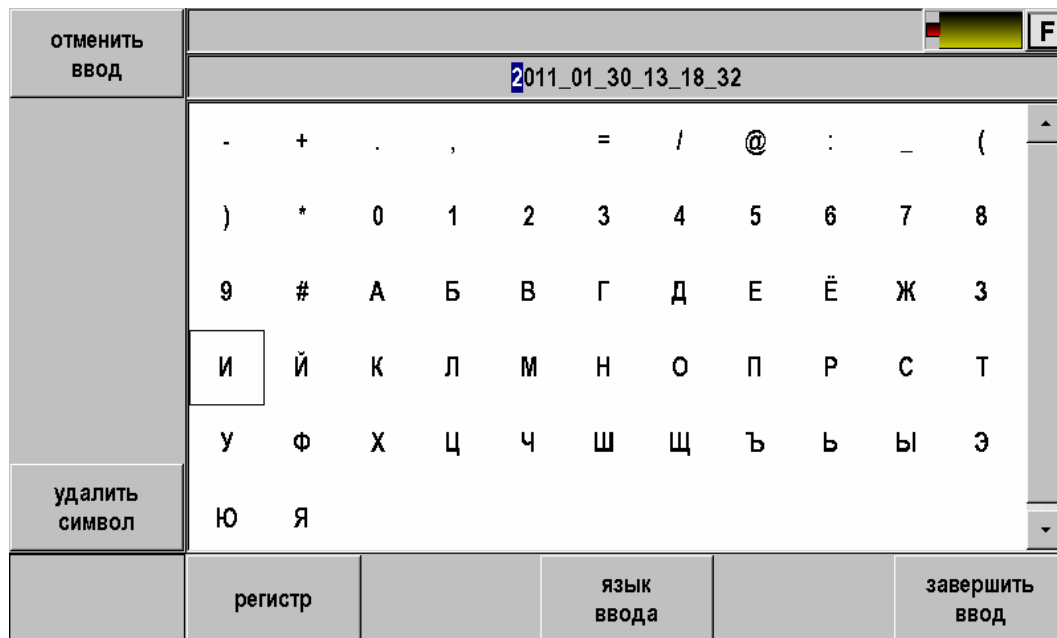 отменить
ввод
F
2011_01_30_13_18_32
- + . , = / @ : _ (
) * 0 1 2 3 4 5 6 7 8
9 # А Б В Г Д Е Ё Ж З
И Й К Л М Н О П Р С Т
У Ф Х Ц Ч Ш Щ Ъ Ь Ы Э
Ю Я
удалить
символ
регистр
язык
ввода
завершить
ввод